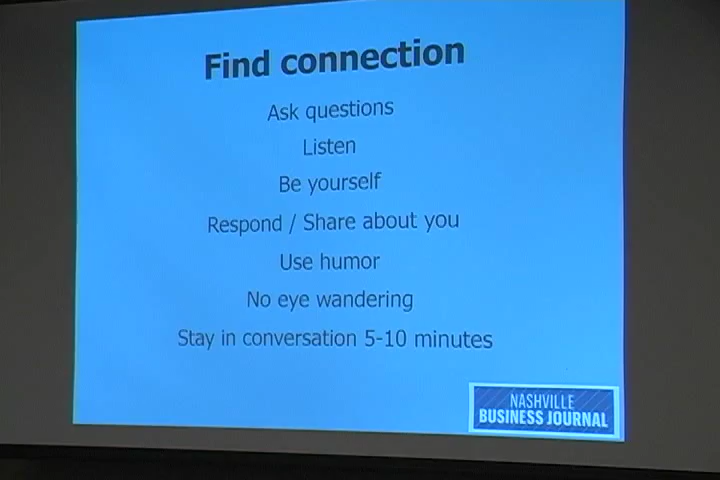 Find connection
Ask questions
Listen
Be yourself
Respond / Share about you
Use humor
No eye wandering
Stay in conversation 5-10 minutes
NASHVILLE
BUSINESS JOURNAL